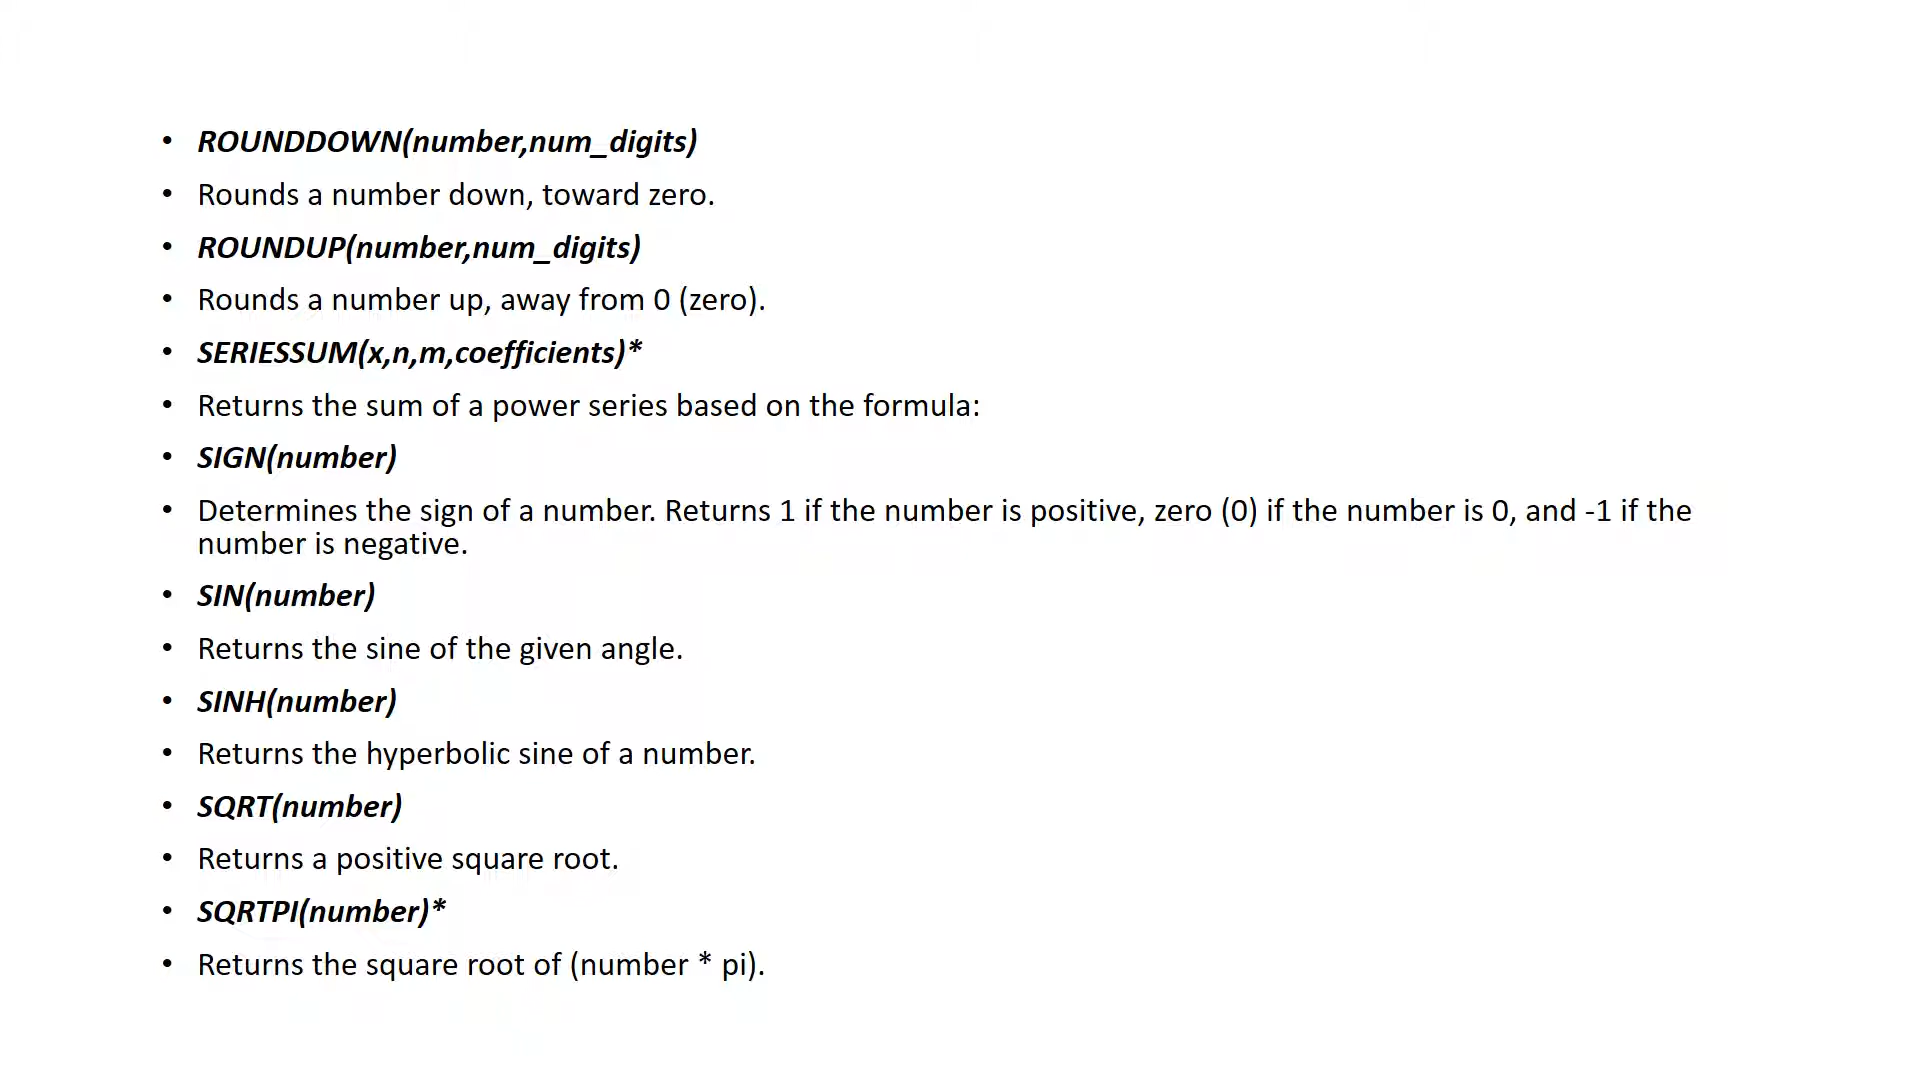 • ROUNDDOWN(number,num_digits)
• Rounds a number down, toward zero.
• ROUNDUP(number,num_digits)
• Rounds a number up, away from 0 (zero).
• SERIESSUM(x,n,m,coefficients)*
• Returns the sum of a power series based on the formula:
• SIGN(number)
• Determines the sign of a number. Returns 1 if the number is positive, zero (0) if the number is 0, and -1 if the
number is negative.
• SIN(number)
• Returns the sine of the given angle.
• SINH(number)
• Returns the hyperbolic sine of a number.
• SQRT(number)
• Returns a positive square root.
• SQRTPI(number)*
• Returns the square root of (number * pi).